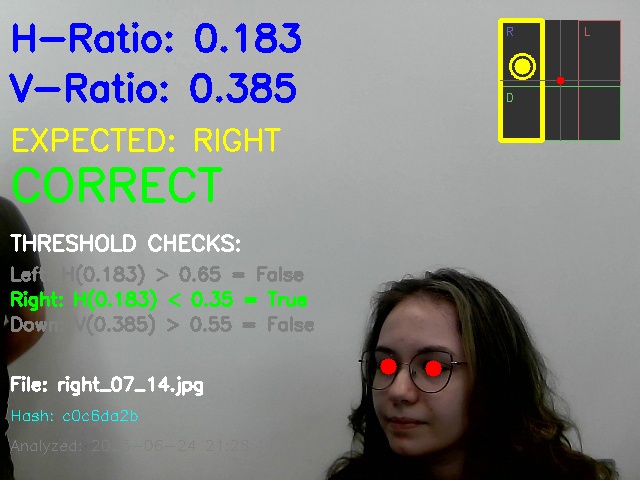 H-Ratio: 0.183
V-Ratio: 0.385
EXPECTED: RIGHT
CORRECT
THRESHOLD CHECKS:
Left: H(0.183) > 0.65 = False
Right: H(0.183) < 0.35 = True
Down: V(0.385) > 0.55 = False
File: right_07_14.jpg
Hash: c0c6da2b
Analyzed:
R
L
D